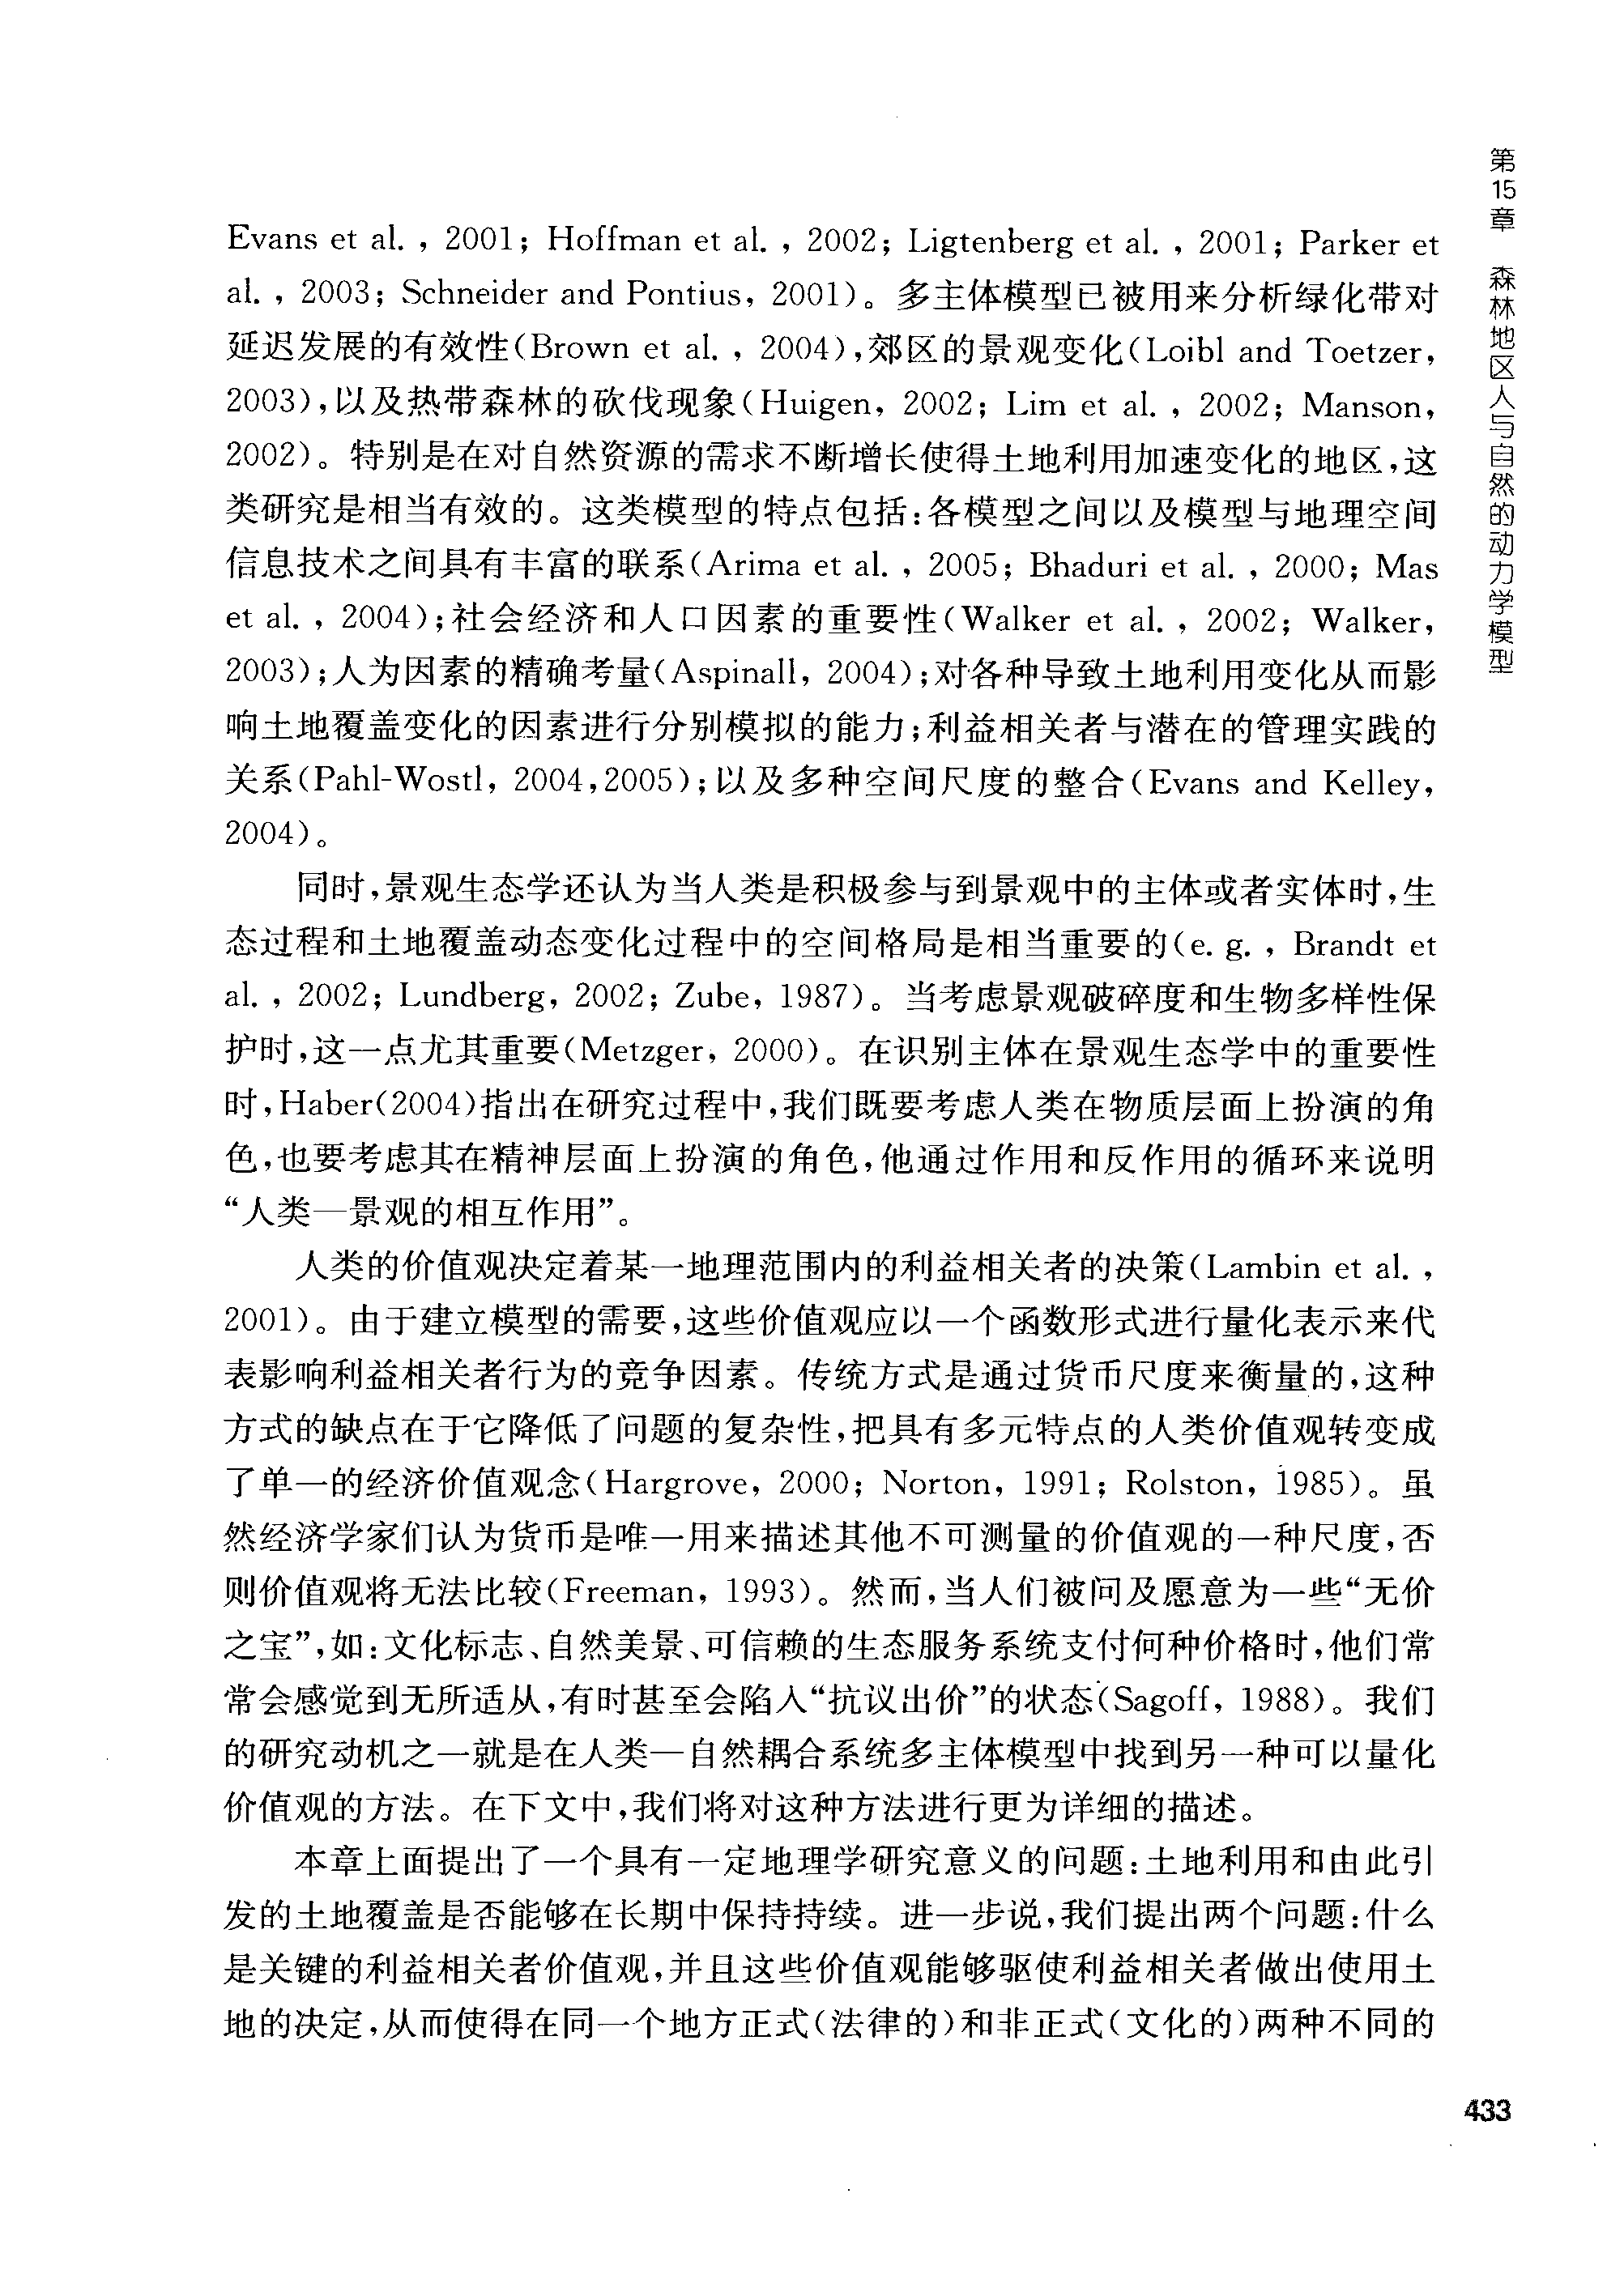 第15章 森林地区人与自然的动力学模型
Evans et al. , 2001; Hoffman et al. , 2002; Ligtenberg et al. , 2001; Parker et
al. , 2003; Schneider and Pontius, 2001)。多主体模型已被用来分析绿化带对
延迟发展的有效性(Brown et al. , 2004),郊区的景观变化(Loibl and Toetzer,
2003),以及热带森林的砍伐现象(Huigen, 2002; Lim et al. , 2002; Manson,
2002)。特别是在对自然资源的需求不断增长使得土地利用加速变化的地区,这
类研究是相当有效的。这类模型的特点包括:各模型之间以及模型与地理空间
信息技术之间具有丰富的联系(Arima et al. , 2005; Bhaduri et al. , 2000; Mas
et al. , 2004);社会经济和人口因素的重要性(Walker et al. , 2002; Walker,
2003);人为因素的精确考量(Aspinall, 2004);对各种导致土地利用变化从而影
响土地覆盖变化的因素进行分别模拟的能力;利益相关者与潜在的管理实践的
关系(Pahl-Wostl, 2004,2005);以及多种空间尺度的整合(Evans and Kelley,
2004)。
同时,景观生态学还认为当人类是积极参与到景观中的主体或者实体时,生
态过程和土地覆盖动态变化过程中的空间格局是相当重要的(e. g. , Brandt et
al. , 2002; Lundberg, 2002; Zube, 1987)。当考虑景观破碎度和生物多样性保
护时,这一点尤其重要(Metzger, 2000)。在识别主体在景观生态学中的重要性
时,Haber(2004)指出在研究过程中,我们既要考虑人类在物质层面上扮演的角
色,也要考虑其在精神层面上扮演的角色,他通过作用和反作用的循环来说明
“人类—景观的相互作用”。
人类的价值观决定着某一地理范围内的利益相关者的决策(Lambin et al. ,
2001)。由于建立模型的需要,这些价值观应以一个函数形式进行量化表示来代
表影响利益相关者行为的竞争因素。传统方式是通过货币尺度来衡量的,这种
方式的缺点在于它降低了问题的复杂性,把具有多元特点的人类价值观转变成
了单一的经济价值观念(Hargrove, 2000; Norton, 1991; Rolston, 1985)。虽
然经济学家们认为货币是唯一用来描述其他不可测量的价值观的一种尺度,否
则价值观将无法比较(Freeman, 1993)。然而,当人们被问及愿意为一些“无价
之宝”,如:文化标志、自然美景、可信赖的生态服务系统支付何种价格时,他们常
常会感觉到无所适从,有时甚至会陷入“抗议出价”的状态(Sagoff, 1988)。我们
的研究动机之一就是在人类—自然耦合系统多主体模型中找到另一种可以量化
价值观的方法。在下文中,我们将对这种方法进行更为详细的描述。
本章上面提出了一个具有一定地理学研究意义的问题:土地利用和由此引
发的土地覆盖是否能够在长期中保持持续。进一步说,我们提出两个问题:什么
是关键的利益相关者价值观,并且这些价值观能够驱使利益相关者做出使用土
地的决定,从而使得在同一个地方正式(法律的)和非正式(文化的)两种不同的
433